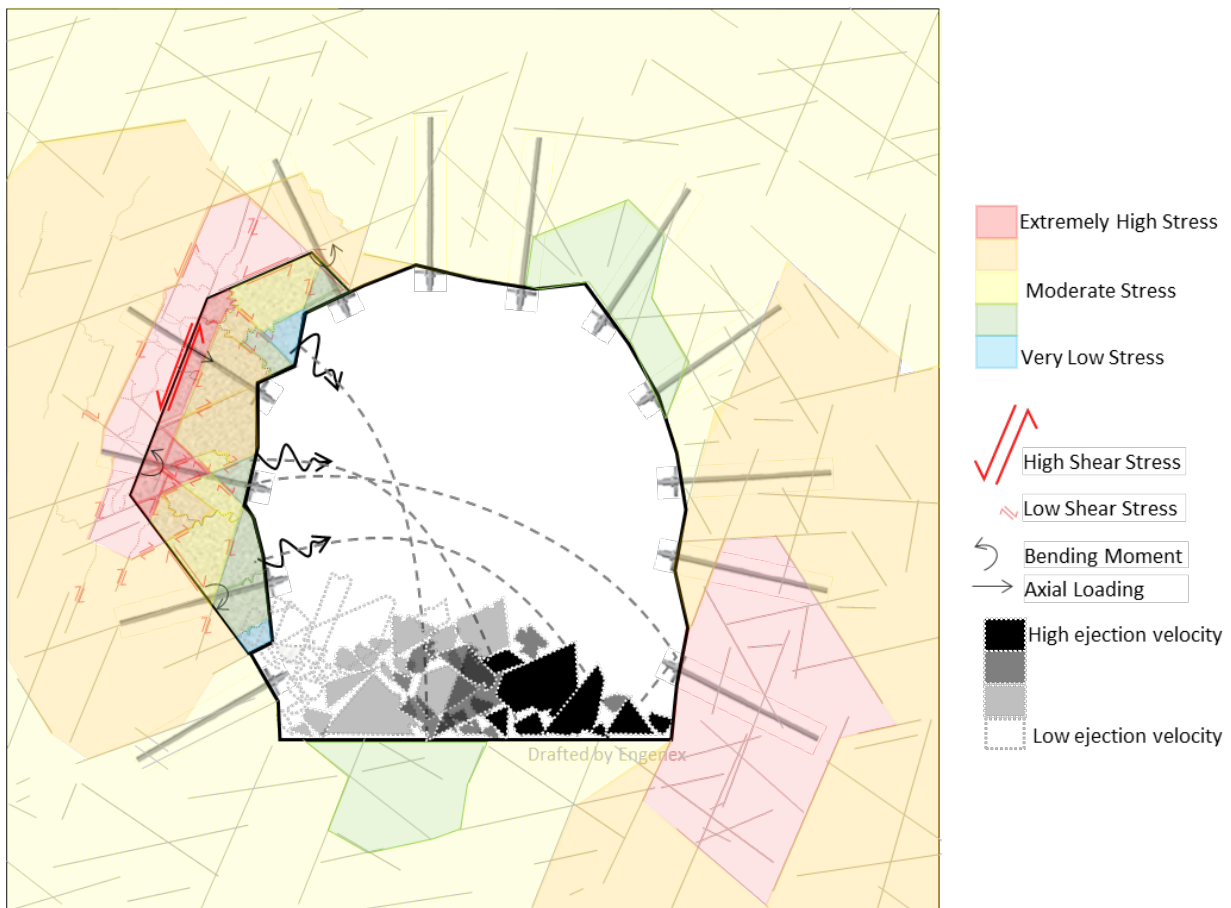 Extremely High Stress
Moderate Stress
Very Low Stress
High Shear Stress
Low Shear Stress
Bending Moment
Axial Loading
High ejection velocity
Low ejection velocity
Drafted by Engenex